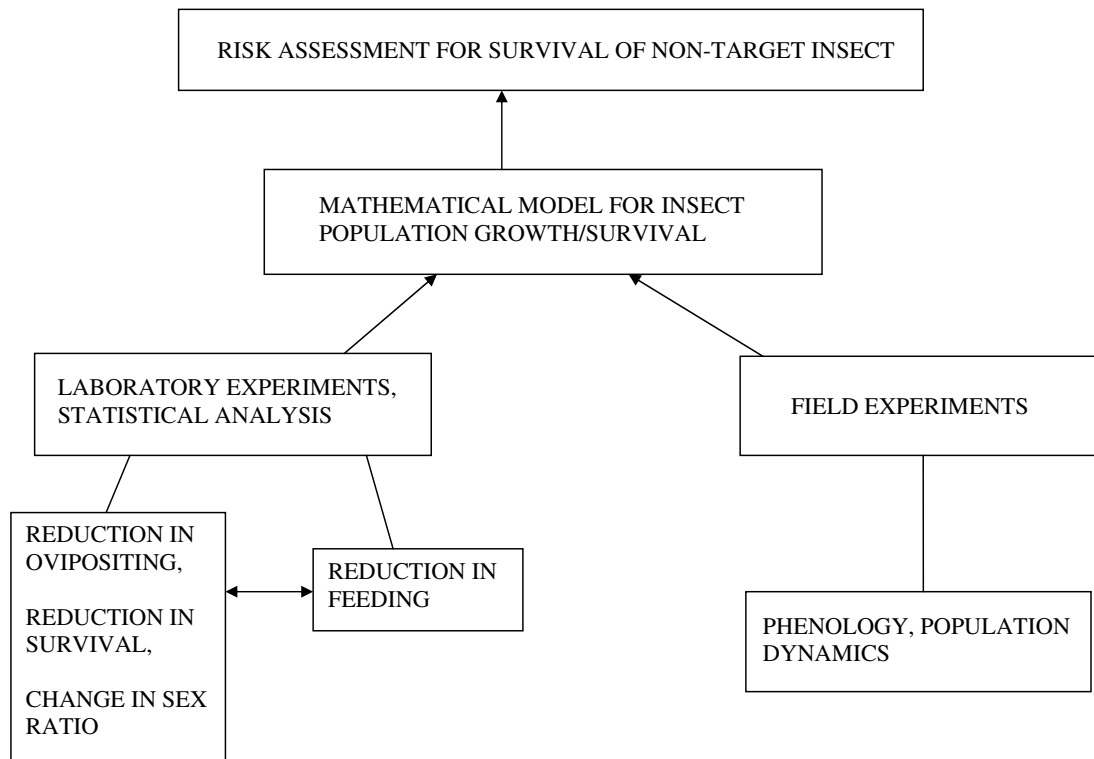 RISK ASSESSMENT FOR SURVIVAL OF NON-TARGET INSECT
MATHEMATICAL MODEL FOR INSECT
POPULATION GROWTH/SURVIVAL
LABORATORY EXPERIMENTS,
STATISTICAL ANALYSIS
FIELD EXPERIMENTS
REDUCTION IN
OVIPOSITING,
REDUCTION IN
SURVIVAL,
CHANGE IN SEX
RATIO
REDUCTION IN
FEEDING
PHENOLOGY, POPULATION
DYNAMICS